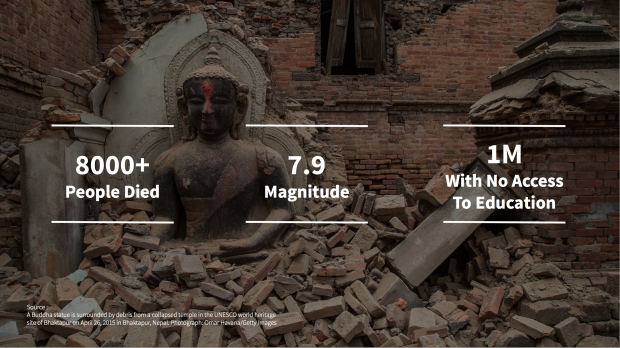 8000+
People Died
7.9
Magnitude
1M
With No Access
To Education
Source :
A Buddha statue is surrounded by debris from a collapsed temple in the UNESCO world heritage
site of Bhaktapur on April 26, 2015 in Bhaktapur, Nepal. Photograph: Omar Havana/Getty Images